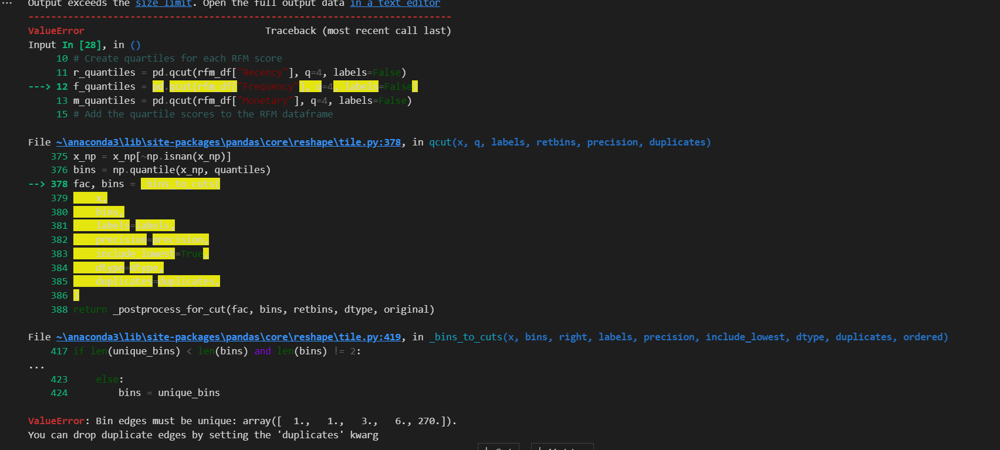 ... Output exceeds the size limit. Open the full output data in a text editor
---------------------------------------------------------------------------
ValueError                                Traceback (most recent call last)
Input In [28], in ()
     10 # Create quartiles for each RFM score
     11 r_quantiles = pd.qcut(rfm_df["Recency"], q=4, labels=False)
---> 12 f_quantiles = pd.qcut(rfm_df["Frequency"], q=4, labels=False)
     13 m_quantiles = pd.qcut(rfm_df["Monetary"], q=4, labels=False)
     15 # Add the quartile scores to the RFM dataframe
File ~\anaconda3\lib\site-packages\pandas\core\reshape\tile.py:378, in qcut(x, q, labels, retbins, precision, duplicates)
    375 x_np = x_np[~np.isnan(x_np)]
    376 bins = np.quantile(x_np, quantiles)
--> 378 fac, bins = _bins_to_cuts(
    379     x,
    380     bins,
    381     labels=labels,
    382     precision=precision,
    383     include_lowest=True,
    384     dtype=dtype,
    385     duplicates=duplicates,
    386 )
    388 return _postprocess_for_cut(fac, bins, retbins, dtype, original)
File ~\anaconda3\lib\site-packages\pandas\core\reshape\tile.py:419, in _bins_to_cuts(x, bins, right, labels, precision, include_lowest, dtype, duplicates, ordered)
    417 if len(unique_bins) < len(bins) and len(bins) != 2:
...
    423     else:
    424         bins = unique_bins
ValueError: Bin edges must be unique: array([  1.,   1.,   3.,   6., 270.]).
You can drop duplicate edges by setting the 'duplicates' kwarg